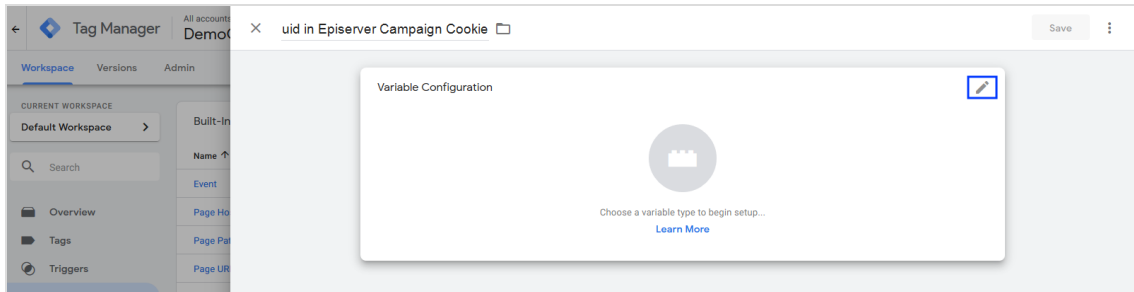 Tag Manager
All accounts
Demo
uid in Episerver Campaign Cookie
Save
Workspace Versions Admin
CURRENT WORKSPACE
Default Workspace
Search
Overview
Tags
Triggers
Built-In
Name
Event
Page Ho
Page Pat
Page UR
Variable Configuration
Choose a variable type to begin setup...
Learn More